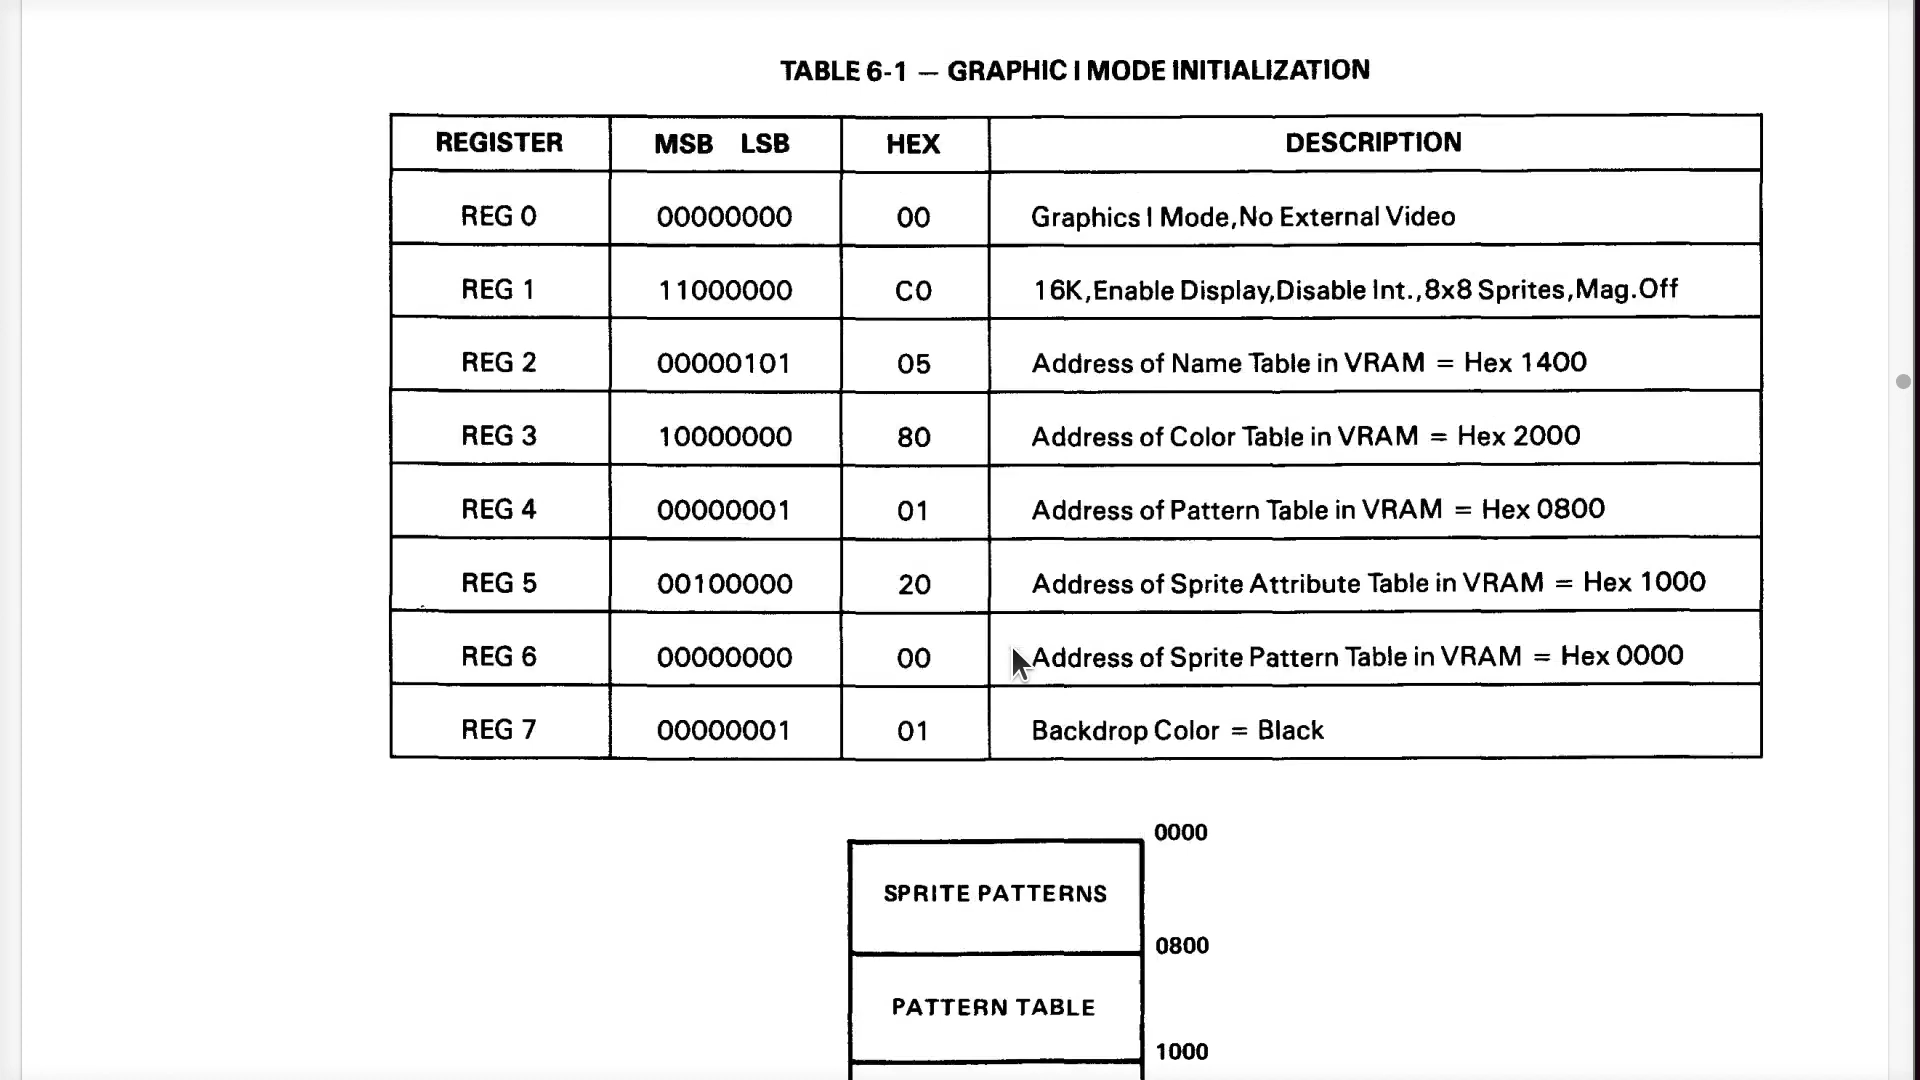 TABLE 6-1 — GRAPHIC I MODE INITIALIZATION
REGISTER MSB LSB HEX DESCRIPTION
REG 0 00000000 00 Graphics I Mode,No External Video
REG 1 11000000 C0 16K,Enable Display,Disable Int.,8x8 Sprites,Mag.Off
REG 2 00000101 05 Address of Name Table in VRAM = Hex 1400
REG 3 10000000 80 Address of Color Table in VRAM = Hex 2000
REG 4 00000001 01 Address of Pattern Table in VRAM = Hex 0800
REG 5 00100000 20 Address of Sprite Attribute Table in VRAM = Hex 1000
REG 6 00000000 00 Address of Sprite Pattern Table in VRAM = Hex 0000
REG 7 00000001 01 Backdrop Color = Black
0000
SPRITE PATTERNS
0800
PATTERN TABLE
1000